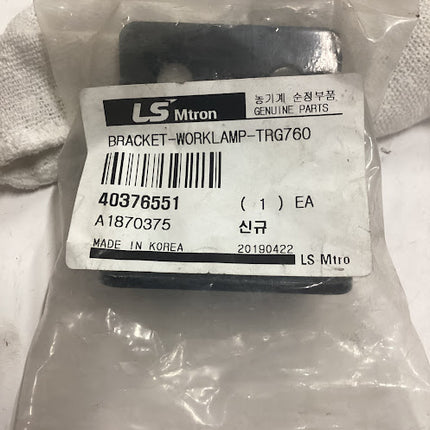 LS Mtron
농기계 순정부품
GENUINE PARTS
BRACKET-WORKLAMP-TRG760
40376551 ( 1 ) EA
A1870375 신규
MADE IN KOREA 20190422
LS Mtro